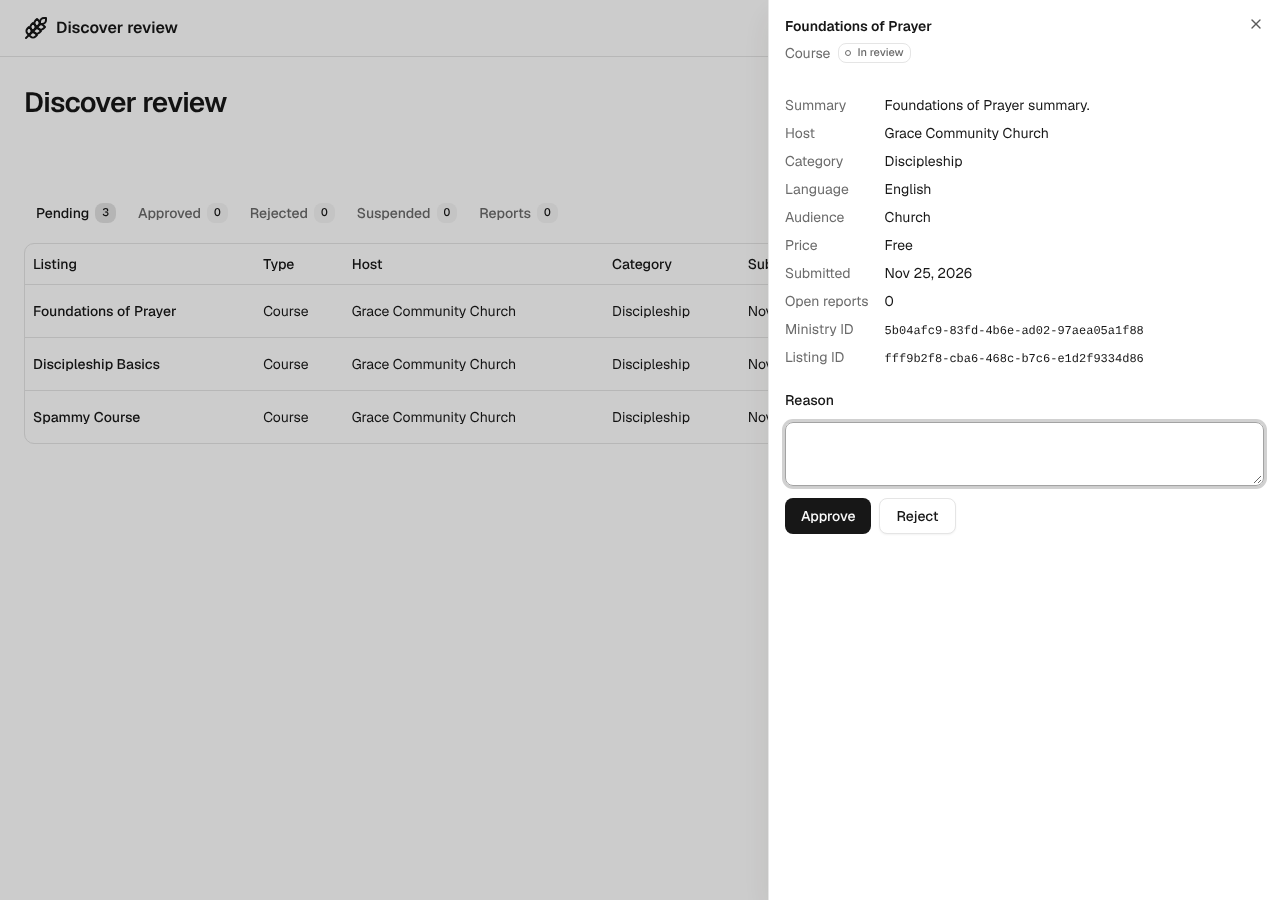 Discover review
Discover review
Pending 3 Approved 0 Rejected 0 Suspended 0 Reports 0
Listing Type Host Category
Foundations of Prayer Course Grace Community Church Discipleship
Discipleship Basics Course Grace Community Church Discipleship
Spammy Course Course Grace Community Church Discipleship
Foundations of Prayer
Course In review
Summary Foundations of Prayer summary.
Host Grace Community Church
Category Discipleship
Language English
Audience Church
Price Free
Submitted Nov 25, 2026
Open reports 0
Ministry ID 5b04afc9-83fd-4b6e-ad02-97aea05a1f88
Listing ID fff9b2f8-cba6-468c-b7c6-e1d2f9334d86
Reason
Approve Reject